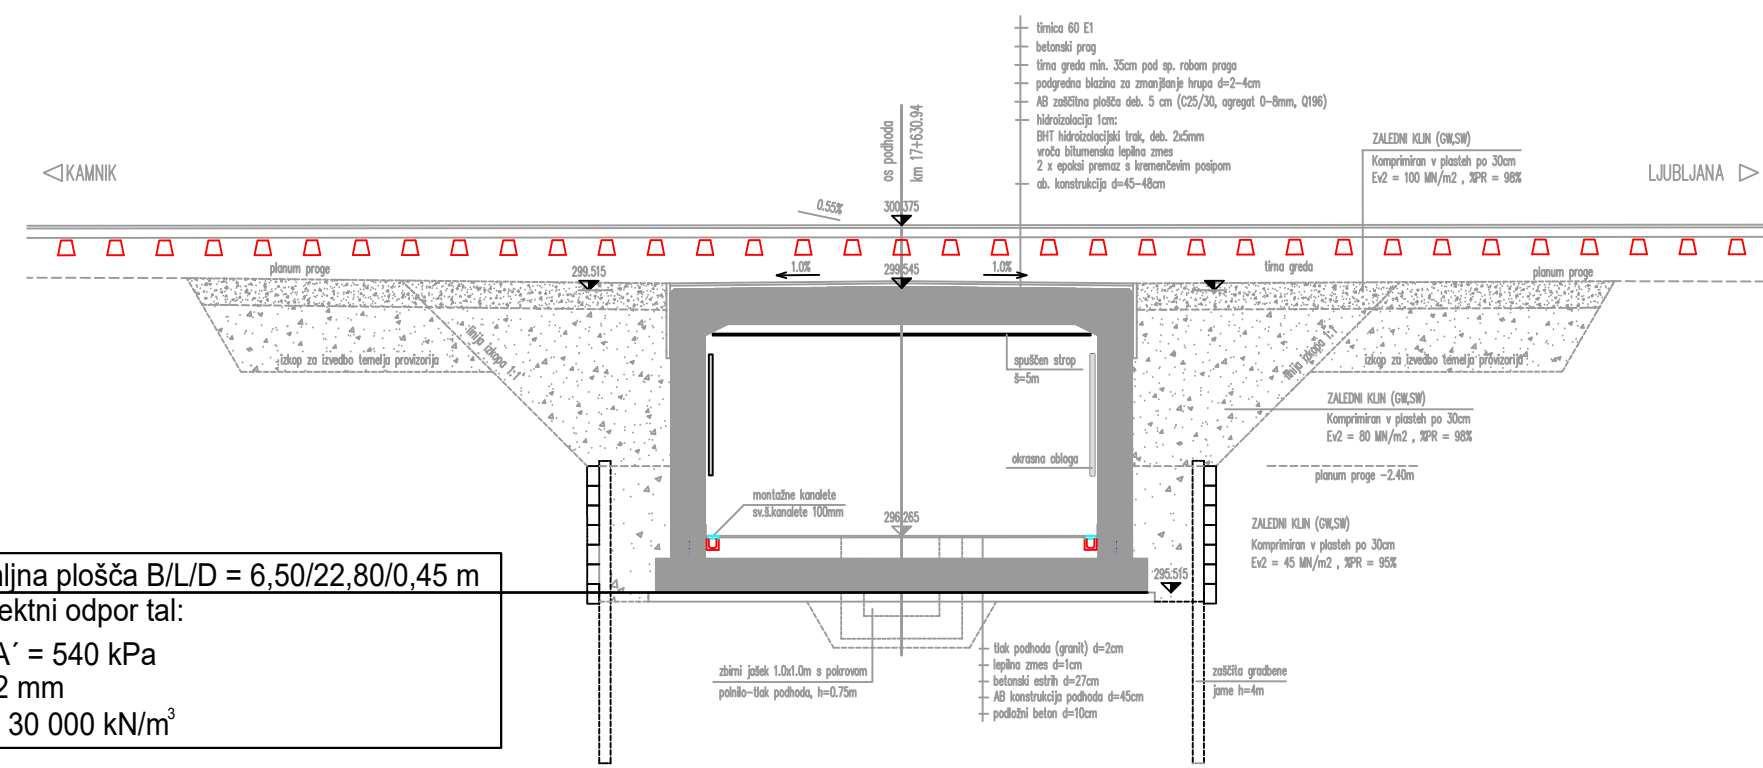 tirnica 60 E1
betonski prag
tirna greda min. 35cm pod sp. robom praga
podgredna blazina za zmanjšanje hrupa d=2-4cm
AB zaščitna plošča deb. 5 cm (C25/30, agregat 0-8mm, Q196)
hidroizolacija 1cm:
BHT hidroizolacijski trak, deb. 2x5mm
vroča bitumenska lepilna zmes
2 x epoksi premaz s kremenčevim posipom
ab. konstrukcija d=45-48cm
os podhoda
km 17+630.94
ZALEDNI KLIN (GW,SW)
Komprimiran v plasteh po 30cm
Ev2 = 100 MN/m2 , %PR = 98%
KAMNIK
LJUBLJANA
0.55%
300.375
planum proge
299.515
1.0%
299.545
1.0%
tirna greda
planum proge
izkop za izvedbo temelja provizorija
linija izkopa 1:1
spuščen strop
š=5m
linija izkopa 1:1
izkop za izvedbo temelja provizorija
ZALEDNI KLIN (GW,SW)
Komprimiran v plasteh po 30cm
Ev2 = 80 MN/m2 , %PR = 98%
okrasna obloga
planum proge -2.40m
montažne kanalete
sv.š.kanalete 100mm
296.265
ZALEDNI KLIN (GW,SW)
Komprimiran v plasteh po 30cm
Ev2 = 45 MN/m2 , %PR = 95%
295.515
ljna plošča B/L/D = 6,50/22,80/0,45 m
ektni odpor tal:
A´ = 540 kPa
2 mm
30 000 kN/m³
zbirni jašek 1.0x1.0m s pokrovom
polnilo-tlak podhoda, h=0.75m
tlak podhoda (granit) d=2cm
lepilna zmes d=1cm
betonski estrih d=27cm
AB konstrukcija podhoda d=45cm
podložni beton d=10cm
zaščita gradbene
jame h=4m